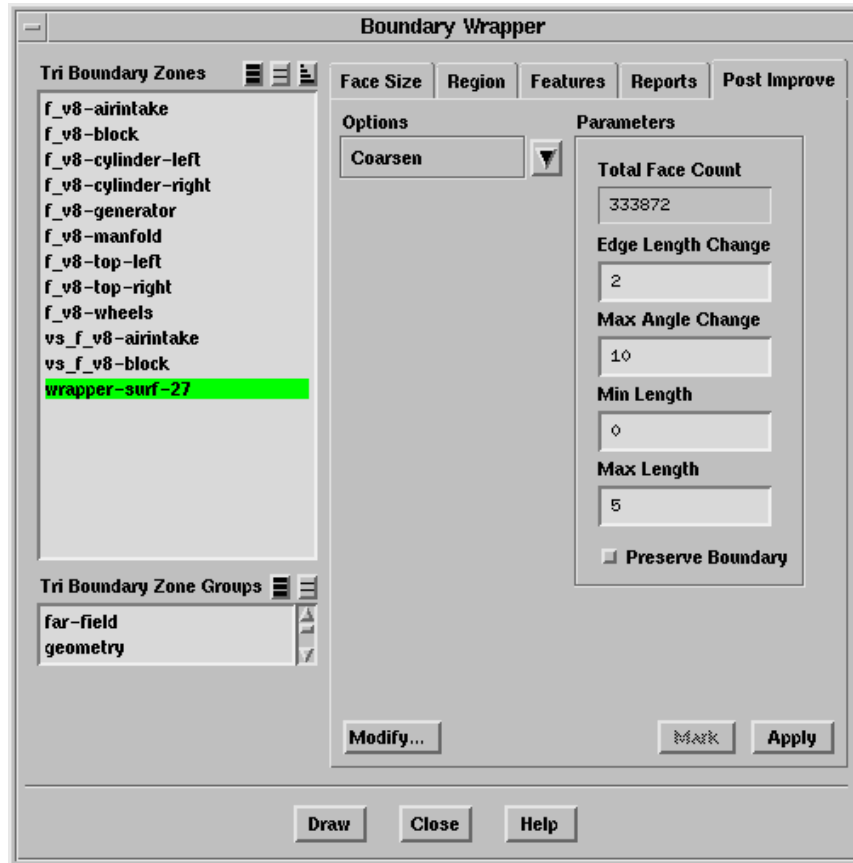 Boundary Wrapper
Tri Boundary Zones
f_v8-airintake
f_v8-block
f_v8-cylinder-left
f_v8-cylinder-right
f_v8-generator
f_v8-manfold
f_v8-top-left
f_v8-top-right
f_v8-wheels
vs_f_v8-airintake
vs_f_v8-block
wrapper-surf-27
Tri Boundary Zone Groups
far-field
geometry
Face Size Region Features Reports Post Improve
Options
Coarsen
Parameters
Total Face Count
333872
Edge Length Change
2
Max Angle Change
10
Min Length
0
Max Length
5
Preserve Boundary
Modify... Mark Apply
Draw Close Help